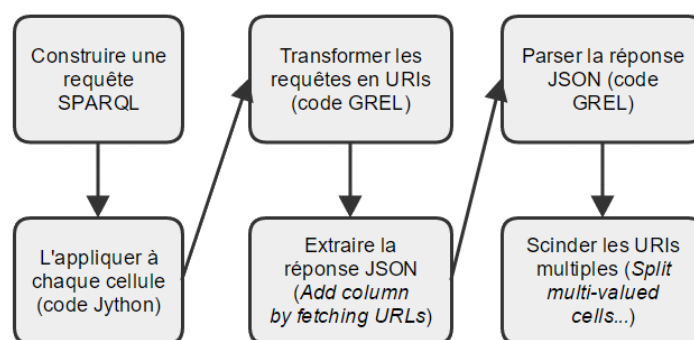 Construire une
requête
SPARQL
L'appliquer à
chaque cellule
(code Jython)
Transformer les
requêtes en URIs
(code GREL)
Extraire la
réponse JSON
(Add column
by fetching URLs)
Parser la réponse
JSON (code
GREL)
Scinder les URIs
multiples (Split
multi-valued
cells...)